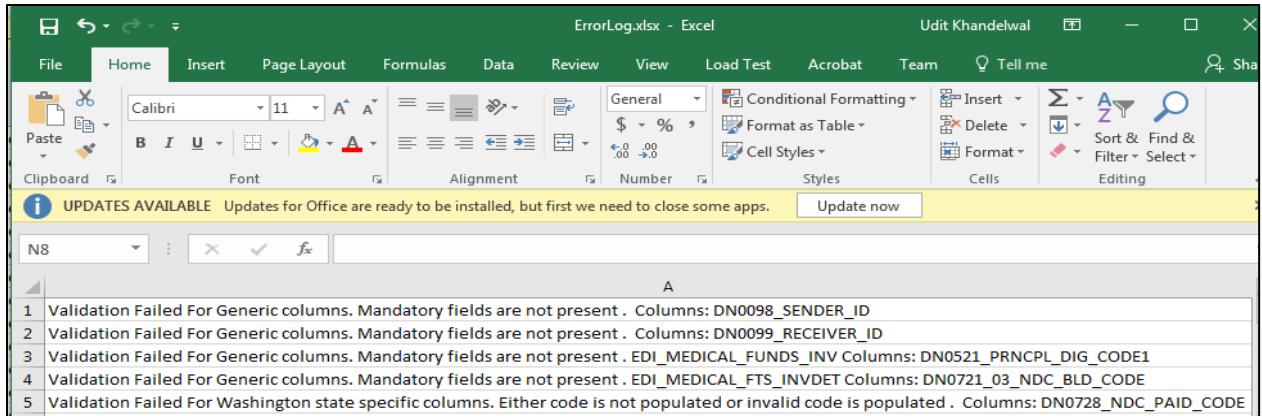 ErrorLog.xlsx - Excel Udit Khandelwal
File Home Insert Page Layout Formulas Data Review View Load Test Acrobat Team Tell me
Paste
Calibri 11 A A General Conditional Formatting Insert Σ
$ % , Format as Table Delete
B I U A .0 .00 .00 .0 Cell Styles Format Sort & Filter Find & Select
Clipboard Font Alignment Number Styles Cells Editing
UPDATES AVAILABLE Updates for Office are ready to be installed, but first we need to close some apps. Update now
N8 fx
A
1 Validation Failed For Generic columns. Mandatory fields are not present . Columns: DN0098_SENDER_ID
2 Validation Failed For Generic columns. Mandatory fields are not present . Columns: DN0099_RECEIVER_ID
3 Validation Failed For Generic columns. Mandatory fields are not present . EDI_MEDICAL_FUNDS_INV Columns: DN0521_PRNCPL_DIG_CODE1
4 Validation Failed For Generic columns. Mandatory fields are not present . EDI_MEDICAL_FTS_INVDET Columns: DN0721_03_NDC_BLD_CODE
5 Validation Failed For Washington state specific columns. Either code is not populated or invalid code is populated . Columns: DN0728_NDC_PAID_CODE